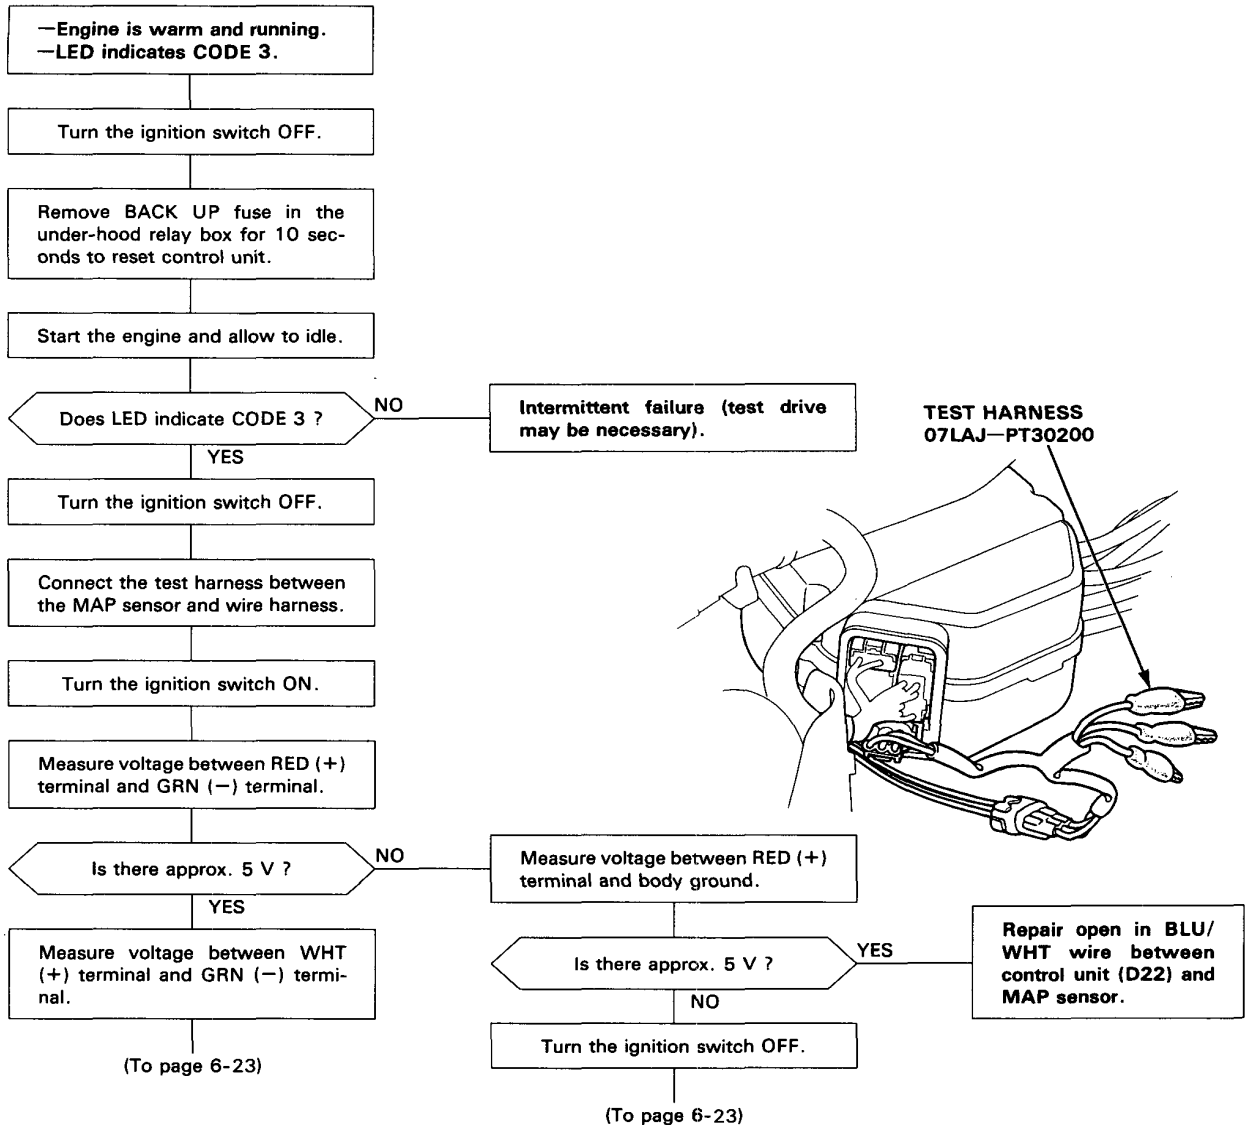 —Engine is warm and running.
—LED indicates CODE 3.
Turn the ignition switch OFF.
Remove BACK UP fuse in the
under-hood relay box for 10 sec-
onds to reset control unit.
Start the engine and allow to idle.
Does LED indicate CODE 3 ?
NO
Intermittent failure (test drive
may be necessary).
YES
Turn the ignition switch OFF.
Connect the test harness between
the MAP sensor and wire harness.
Turn the ignition switch ON.
Measure voltage between RED (+)
terminal and GRN (—) terminal.
Is there approx. 5 V ?
NO
YES
Measure voltage between WHT
(+) terminal and GRN (—) termi-
nal.
(To page 6-23)
Measure voltage between RED (+)
terminal and body ground.
Is there approx. 5 V ?
YES
Repair open in BLU/
WHT wire between
control unit (D22) and
MAP sensor.
NO
Turn the ignition switch OFF.
(To page 6-23)
TEST HARNESS
07LAJ—PT30200